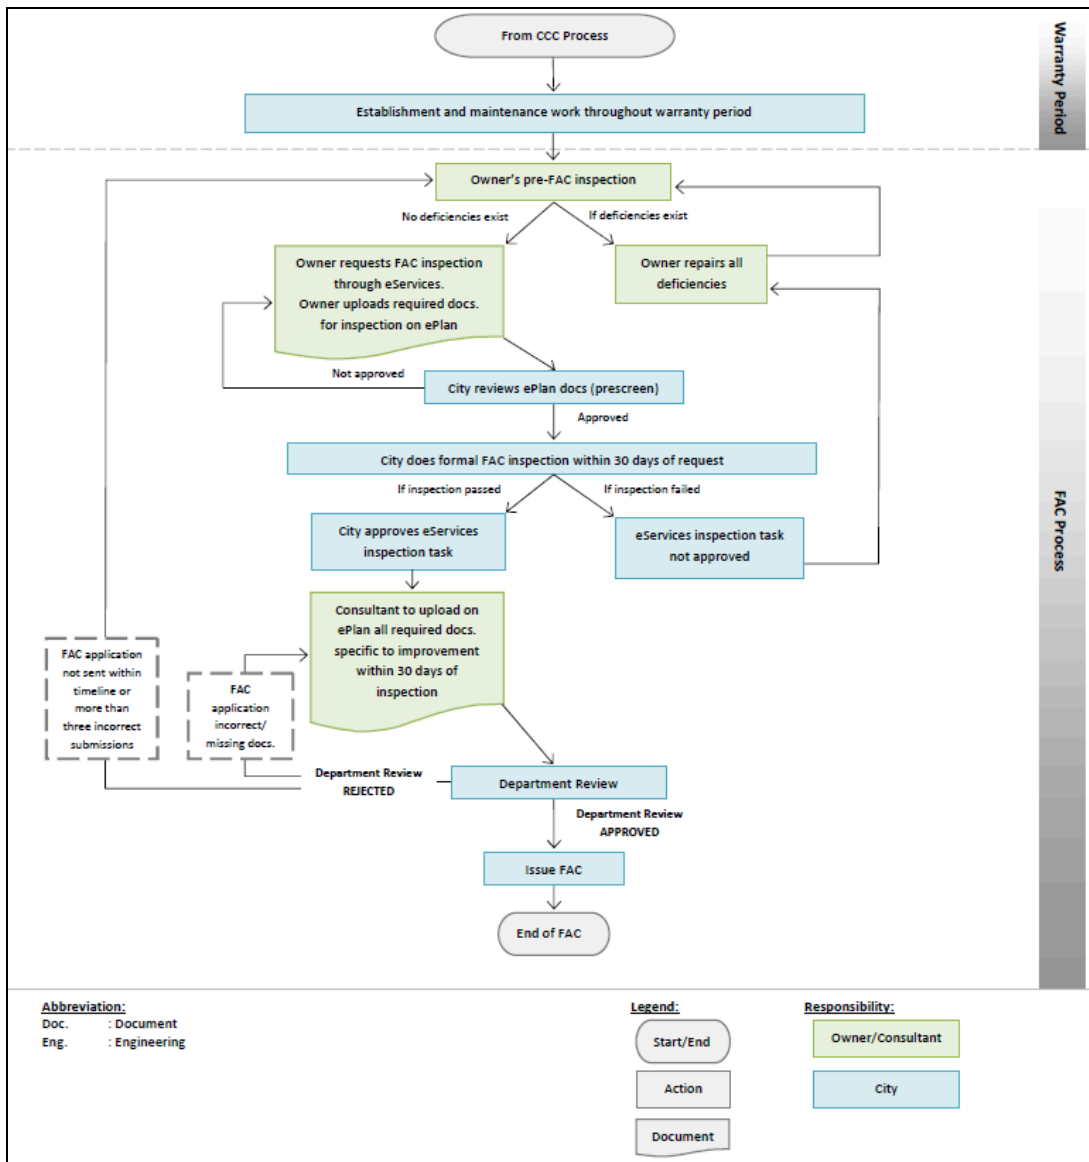 From CCC Process
Warranty Period
Establishment and maintenance work throughout warranty period
Owner's pre-FAC inspection
No deficiencies exist
If deficiencies exist
Owner requests FAC inspection
through eServices.
Owner uploads required docs.
for inspection on ePlan
Owner repairs all
deficiencies
Not approved
City reviews ePlan docs (prescreen)
Approved
City does formal FAC inspection within 30 days of request
If inspection passed
If inspection failed
City approves eServices
inspection task
eServices inspection task
not approved
FAC Process
Consultant to upload on
ePlan all required docs.
specific to improvement
within 30 days of
inspection
FAC application
not sent within
timeline or
more than
three incorrect
submissions
FAC
application
incorrect/
missing docs.
Department Review
REJECTED
Department Review
Department Review
APPROVED
Issue FAC
End of FAC
Abbreviation:
Doc. : Document
Eng. : Engineering
Legend:
Start/End
Action
Document
Responsibility:
Owner/Consultant
City